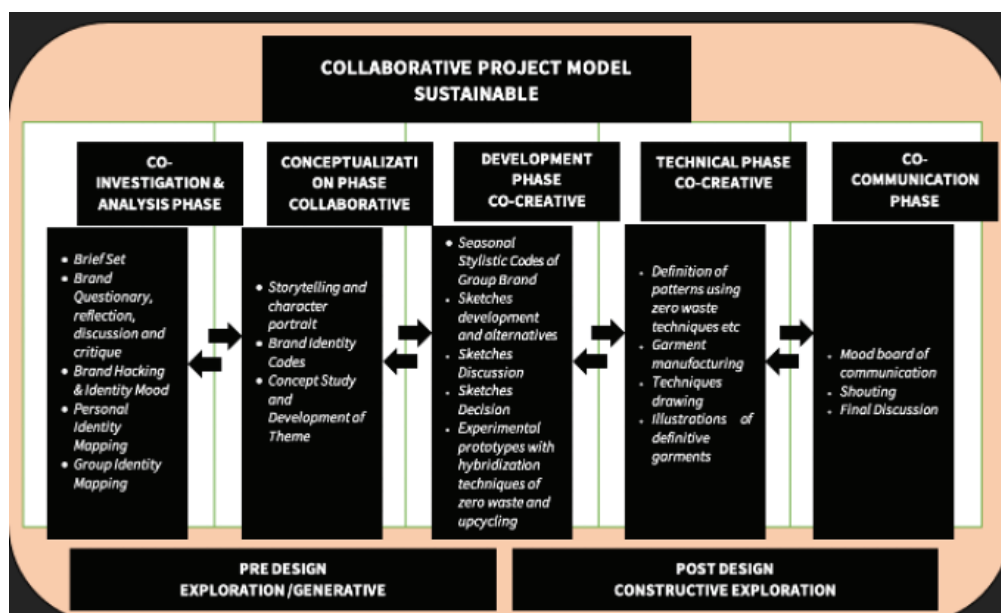 COLLABORATIVE PROJECT MODEL
SUSTAINABLE
CO-
INVESTIGATION &
ANALYSIS PHASE
Brief Set
Brand
Questionary,
reflection,
discussion and
critique
Brand Hacking
& Identity Mood
Personal
Identity
Mapping
Group Identity
Mapping
CONCEPTUALIZATI
ON PHASE
COLLABORATIVE
Storytelling and
character
portrait
Brand Identity
Codes
Concept Study
and
Development of
Theme
DEVELOPMENT
PHASE
CO-CREATIVE
Seasonal
Stylistic Codes of
Group Brand
Sketches
development
and alternatives
Sketches
Discussion
Sketches
Decision
Experimental
prototypes with
hybridization
techniques of
zero waste and
upcycling
TECHNICAL PHASE
CO-CREATIVE
Definition of
patterns using
zero waste
techniques etc
Garment
manufacturing
Techniques
drawing
Illustrations of
definitive
garments
CO-
COMMUNICATION
PHASE
Mood board of
communication
Shouting
Final Discussion
PRE DESIGN
EXPLORATION /GENERATIVE
POST DESIGN
CONSTRUCTIVE EXPLORATION